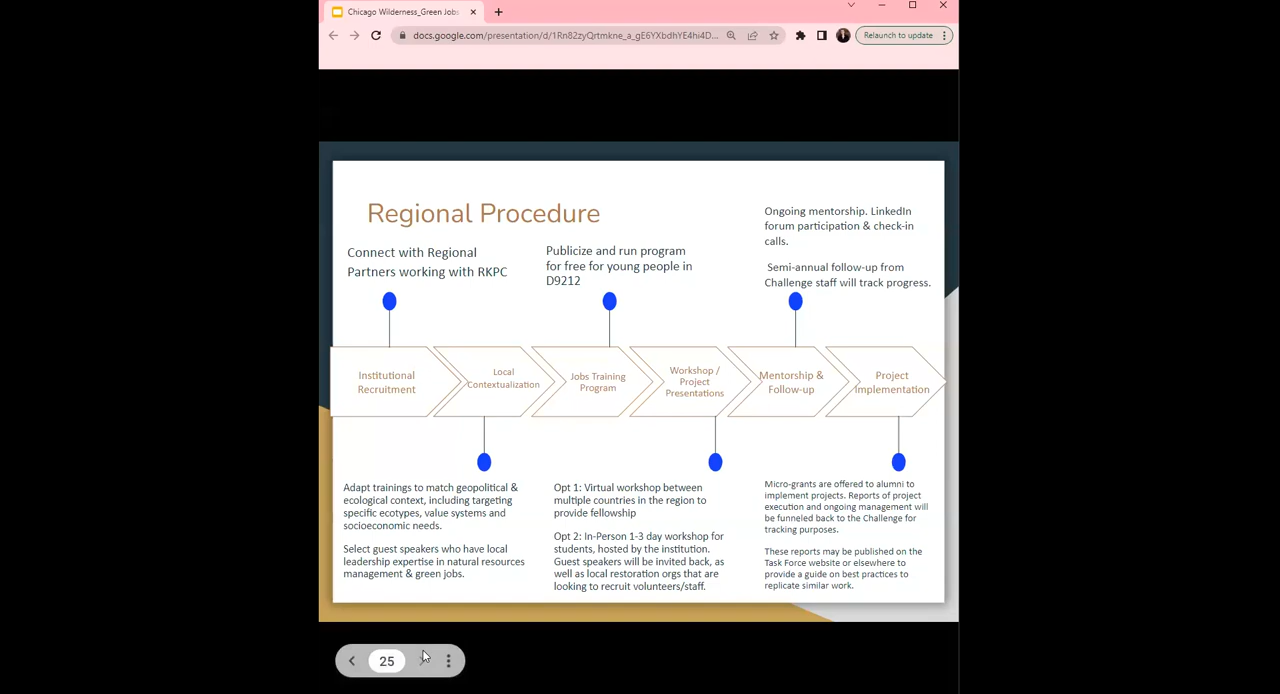 Chicago Wilderness_Green Jobs
docs.google.com/presentation/d/1Rn82zyQrtmkne_a_gE6YXbdhYE4hi4D...
Relaunch to update
Regional Procedure
Connect with Regional
Partners working with RKPC
Publicize and run program
for free for young people in
D9212
Ongoing mentorship. LinkedIn
forum participation & check-in
calls.
Semi-annual follow-up from
Challenge staff will track progress.
Institutional
Recruitment
Local
Contextualization
Jobs Training
Program
Workshop /
Project
Presentations
Mentorship &
Follow-up
Project
Implementation
Adapt trainings to match geopolitical &
ecological context, including targeting
specific ecotypes, value systems and
socioeconomic needs.
Select guest speakers who have local
leadership expertise in natural resources
management & green jobs.
Opt 1: Virtual workshop between
multiple countries in the region to
provide fellowship
Opt 2: In-Person 1-3 day workshop for
students, hosted by the institution.
Guest speakers will be invited back, as
well as local restoration orgs that are
looking to recruit volunteers/staff.
Micro-grants are offered to alumni to
implement projects. Reports of project
execution and ongoing management will
be funneled back to the Challenge for
tracking purposes.
These reports may be published on the
Task Force website or elsewhere to
provide a guide on best practices to
replicate similar work.
25